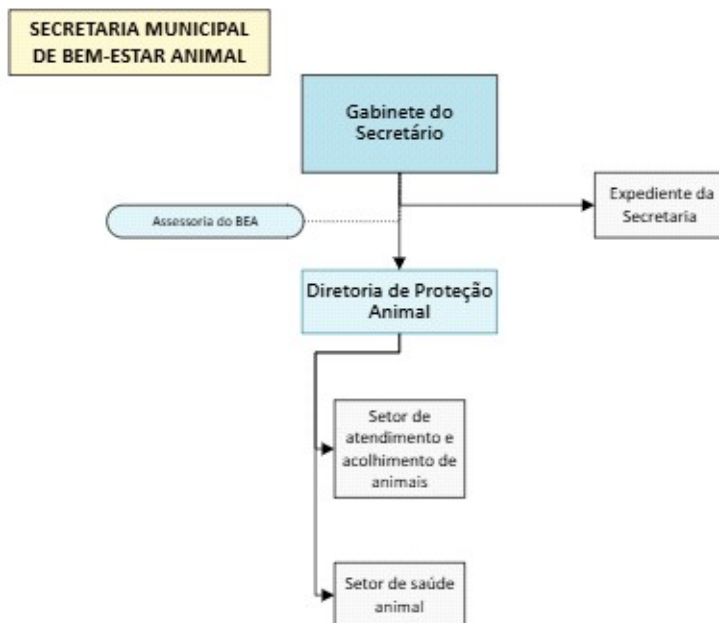 SECRETARIA MUNICIPAL
DE BEM-ESTAR ANIMAL
Gabinete do
Secretário
Expediente da
Secretaria
Assessoria do BEA
Diretoria de Proteção
Animal
Setor de
atendimento e
acolhimento de
animais
Setor de saúde
animal